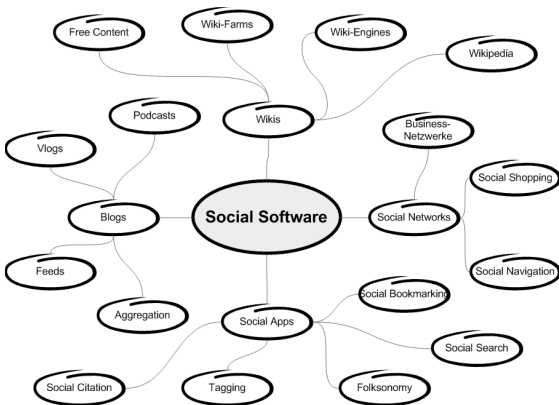 Free Content
Wiki-Farms
Wiki-Engines
Wikipedia
Wikis
Podcasts
Vlogs
Blogs
Feeds
Aggregation
Social Software
Business-
Netzwerke
Social Shopping
Social Networks
Social Navigation
Social Bookmarking
Social Apps
Social Search
Social Citation
Tagging
Folksonomy